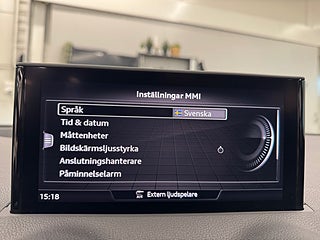 Inställningar MMI
Språk
Svenska
Tid & datum
Måttenheter
Bildskärmsljusstyrka
Anslutningshanterare
Påminnelselarm
15:18
Extern ljudspelare